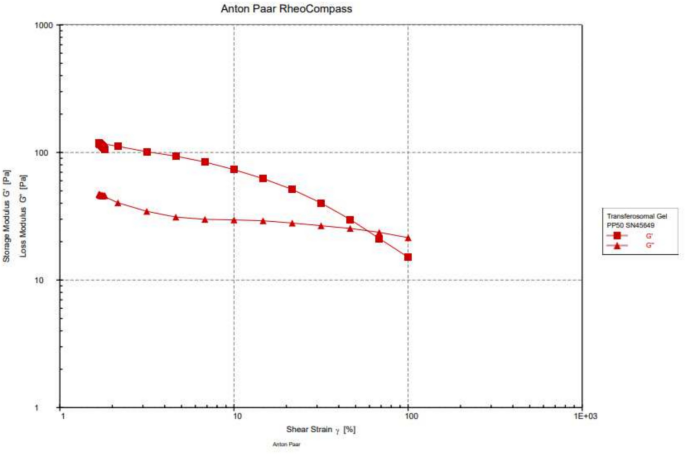 Anton Paar RheoCompass
1000
100
10
1
Storage Modulus G' [Pa]
Loss Modulus G'' [Pa]
1
10
100
1E+03
Shear Strain γ [%]
Anton Paar
Transferosomal Gel
PP50 SN45649
G'
G''